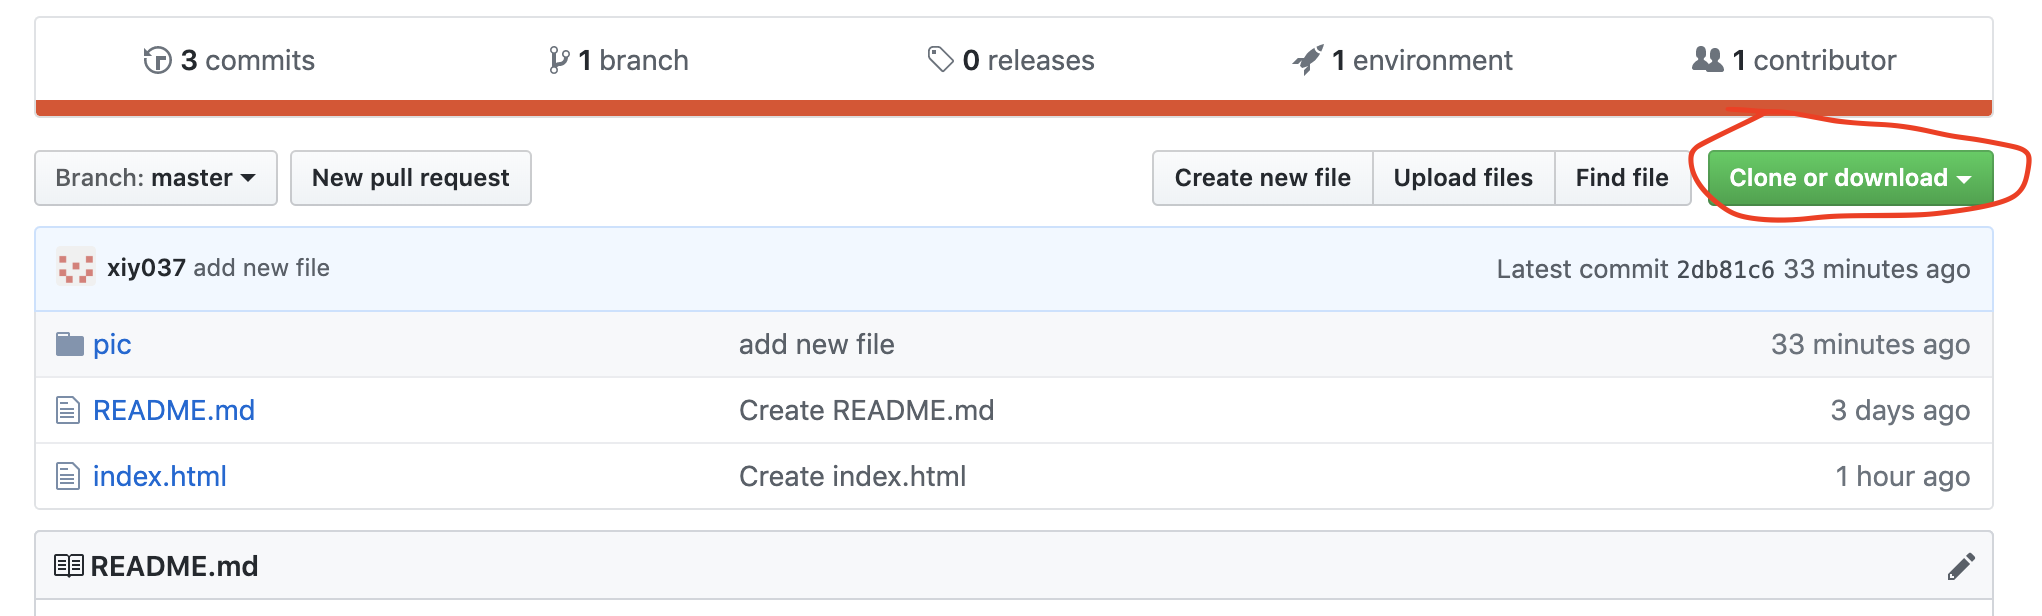 3 commits 1 branch 0 releases 1 environment 1 contributor
Branch: master New pull request Create new file Upload files Find file Clone or download
xiy037 add new file Latest commit 2db81c6 33 minutes ago
pic add new file 33 minutes ago
README.md Create README.md 3 days ago
index.html Create index.html 1 hour ago
README.md